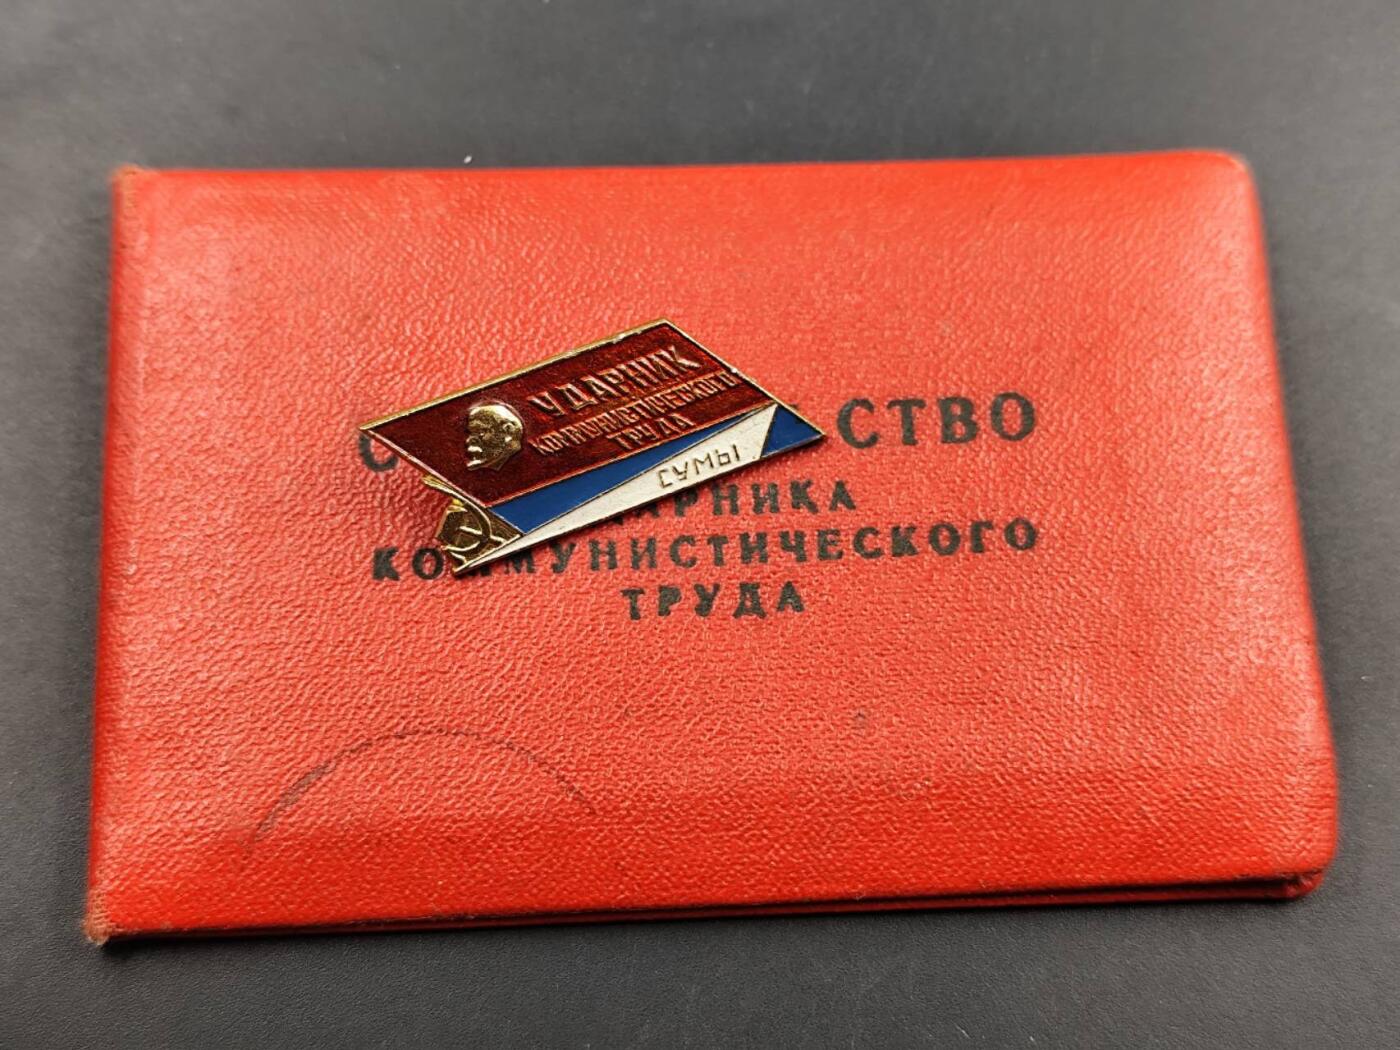 УДАРНИК
КОММУНИСТИЧЕСКОГО
ТРУДА
СУМЫ
С СТВО
АРНИКА
КОММУНИСТИЧЕСКОГО
ТРУДА